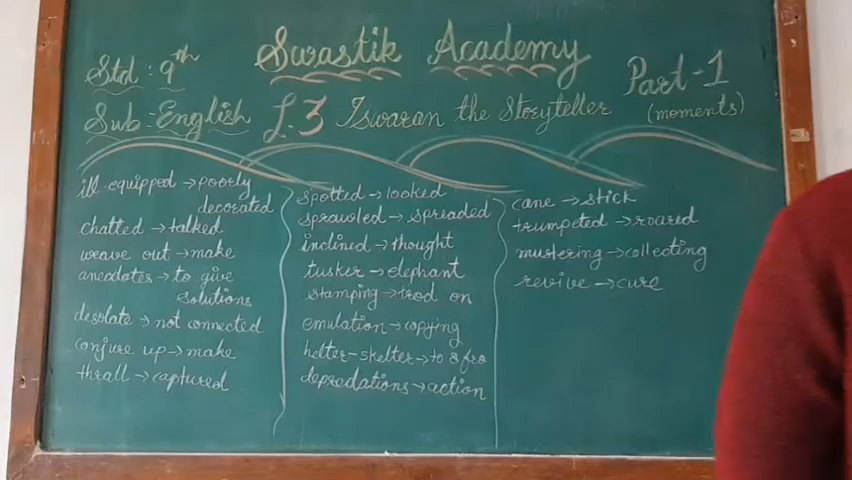 Swastik Academy
Std : 9th
Part-1
Sub : English
L:3 Iswaran the Storyteller
(moments)
ill-equipped → poorly
decorated
chatted → talked
weave out → make
anecdotes → to give
solutions
desolate → not connected
conjure up → make
thrall → captured
spotted → looked
sprawled → spreaded
inclined → thought
tusker → elephant
stamping → trod on
emulation → copying
helter-skelter → to & fro
depredations → action
cane → stick
trumpeted → roared
mustering → collecting
revive → cure